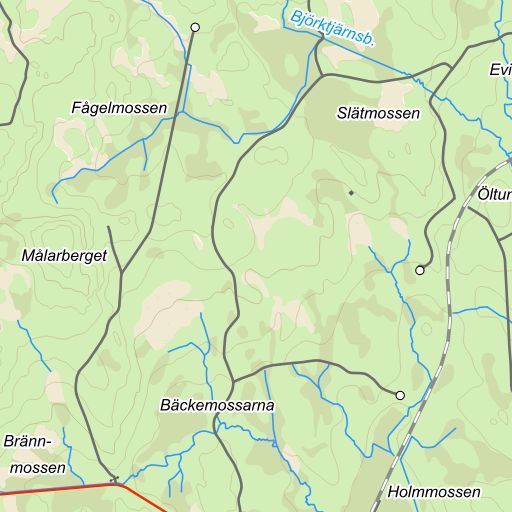 Björktjärnsb.
Evi
Fågelmossen
Slätmossen
Öltur
Målarberget
Bäckemossarna
Bränn-
mossen
Holmmossen